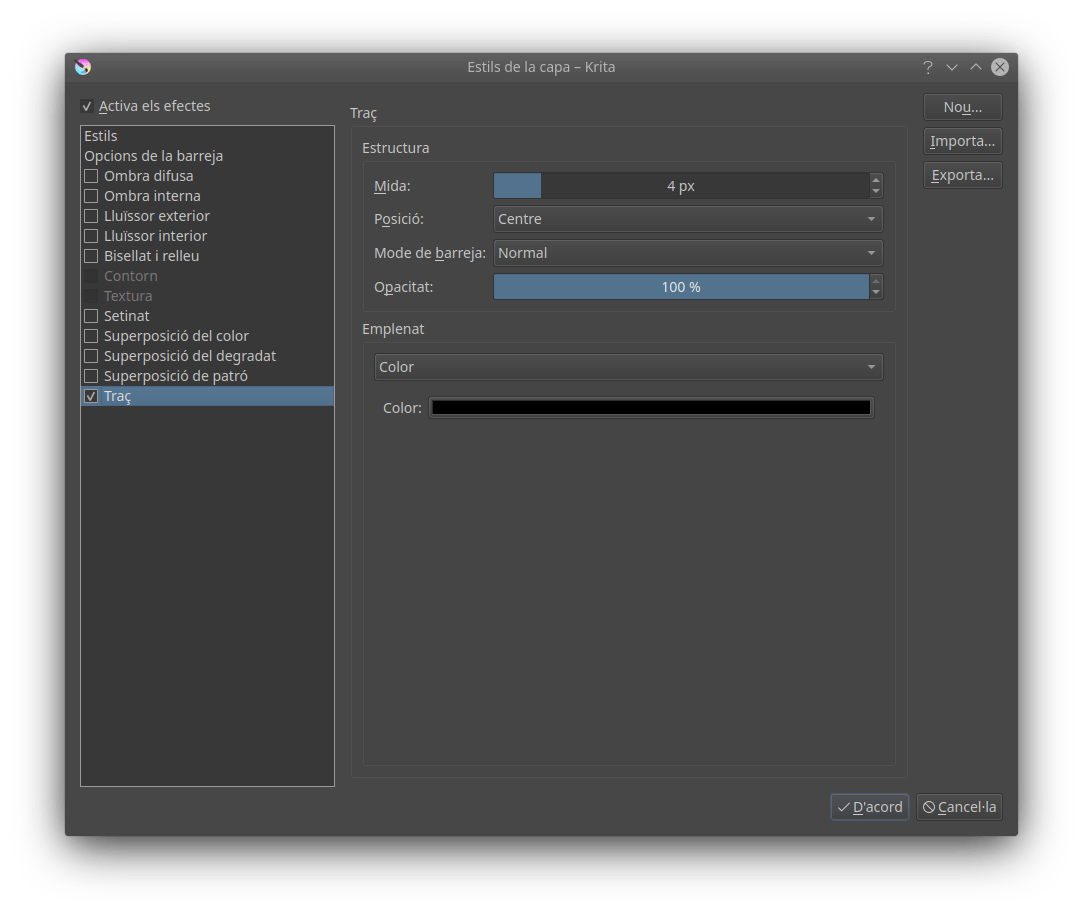 Estils de la capa – Krita
?
Activa els efectes
Estils
Opcions de la barreja
Ombra difusa
Ombra interna
Lluïssor exterior
Lluïssor interior
Bisellat i relleu
Contorn
Textura
Setinat
Superposició del color
Superposició del degradat
Superposició de patró
Traç
Traç
Estructura
Mida: 4 px
Posició: Centre
Mode de barreja: Normal
Opacitat: 100 %
Emplenat
Color
Color:
Nou...
Importa...
Exporta...
D'acord
Cancel·la